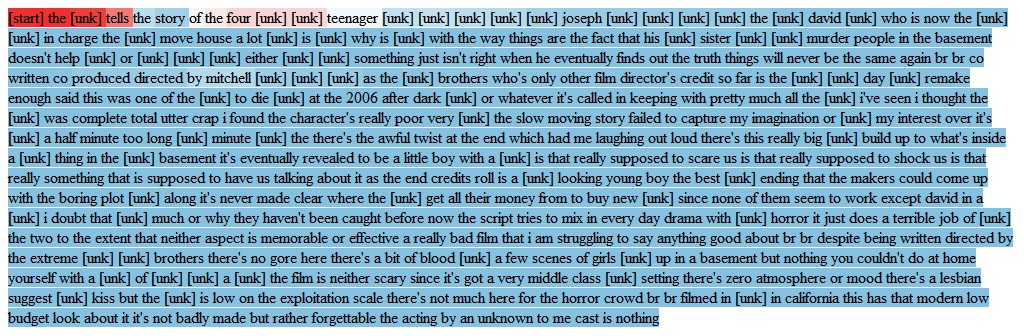 [start] the [unk] tells the story of the four [unk] [unk] teenager [unk] [unk] [unk] [unk] [unk] joseph [unk] [unk] [unk] [unk] the [unk] david [unk] who is now the [unk]
[unk] in charge the [unk] move house a lot [unk] is [unk] why is [unk] with the way things are the fact that his [unk] sister [unk] [unk] murder people in the basement
doesn't help [unk] or [unk] [unk] [unk] either [unk] [unk] something just isn't right when he eventually finds out the truth things will never be the same again br br co
written co produced directed by mitchell [unk] [unk] [unk] [unk] as the [unk] brothers who's only other film director's credit so far is the [unk] [unk] day [unk] remake
enough said this was one of the [unk] to die [unk] at the 2006 after dark [unk] or whatever it's called in keeping with pretty much all the [unk] i've seen i thought the
[unk] was complete total utter crap i found the character's really poor very [unk] the slow moving story failed to capture my imagination or [unk] my interest over it's
[unk] a half minute too long [unk] minute [unk] the there's the awful twist at the end which had me laughing out loud there's this really big [unk] build up to what's inside
a [unk] thing in the [unk] basement it's eventually revealed to be a little boy with a [unk] is that really supposed to scare us is that really supposed to shock us is that
really something that is supposed to have us talking about it as the end credits roll is a [unk] looking young boy the best [unk] ending that the makers could come up
with the boring plot [unk] along it's never made clear where the [unk] get all their money from to buy new [unk] since none of them seem to work except david in a
[unk] i doubt that [unk] much or why they haven't been caught before now the script tries to mix in every day drama with [unk] horror it just does a terrible job of [unk]
the two to the extent that neither aspect is memorable or effective a really bad film that i am struggling to say anything good about br br despite being written directed by
the extreme [unk] [unk] brothers there's no gore here there's a bit of blood [unk] a few scenes of girls [unk] up in a basement but nothing you couldn't do at home
yourself with a [unk] of [unk] [unk] a [unk] the film is neither scary since it's got a very middle class [unk] setting there's zero atmosphere or mood there's a lesbian
suggest [unk] kiss but the [unk] is low on the exploitation scale there's not much here for the horror crowd br br filmed in [unk] in california this has that modern low
budget look about it it's not badly made but rather forgettable the acting by an unknown to me cast is nothing